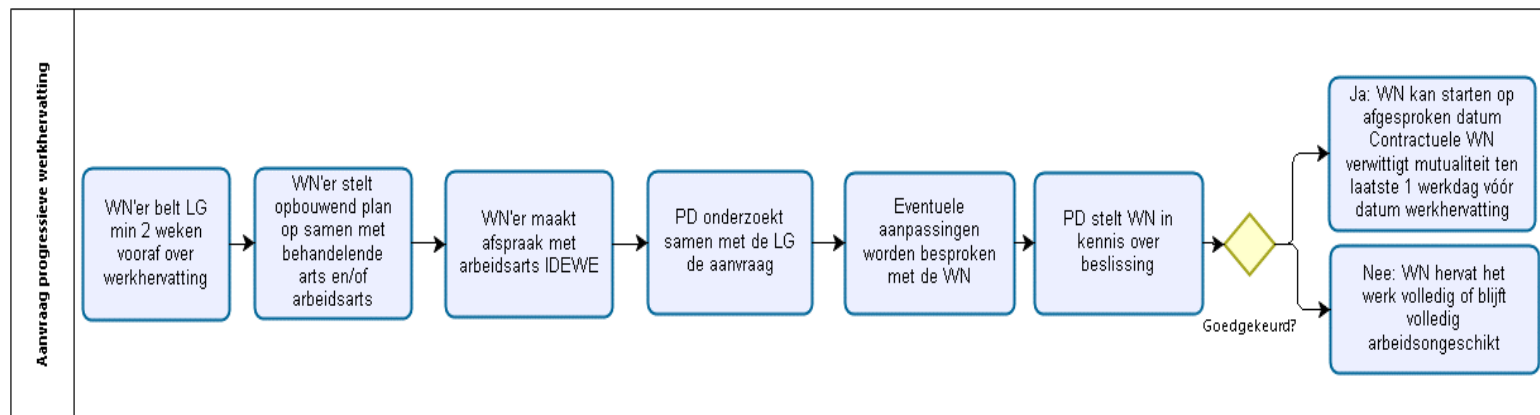 Aanvraag progressieve werkhervatting
WN'er belt LG
min 2 weken
vooraf over
werkhervatting
WN'er stelt
opbouwend plan
op samen met
behandelende
arts en/of
arbeidsarts
WN'er maakt
afspraak met
arbeidsarts IDEWE
PD onderzoekt
samen met de LG
de aanvraag
Eventuele
aanpassingen
worden besproken
met de WN
PD stelt WN in
kennis over
beslissing
Goedgekeurd?
Ja: WN kan starten op
afgesproken datum
Contractuele WN
verwittigt mutualiteit ten
laatste 1 werkdag vóór
datum werkhervatting
Nee: WN hervat het
werk volledig of blijft
volledig
arbeidsongeschikt